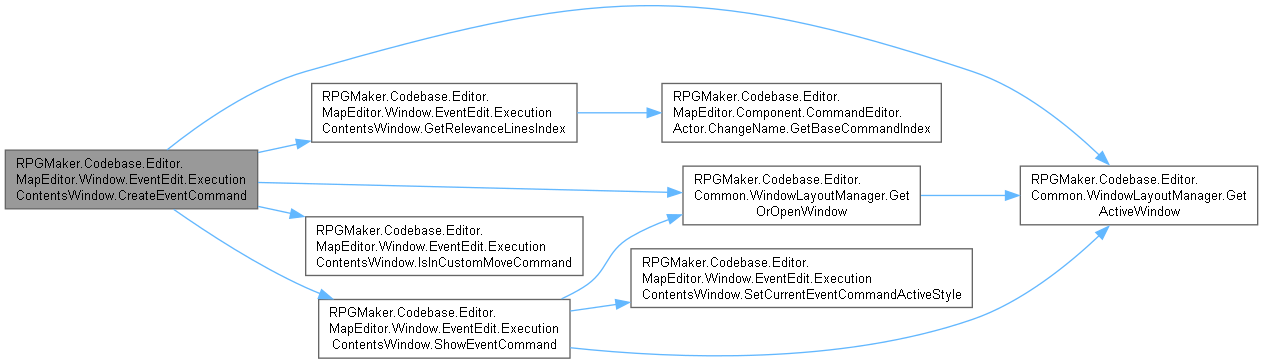 RPGMaker.Codebase.Editor.
MapEditor.Window.EventEdit.Execution
ContentsWindow.CreateEventCommand
RPGMaker.Codebase.Editor.
MapEditor.Window.EventEdit.Execution
ContentsWindow.GetRelevanceLinesIndex
RPGMaker.Codebase.Editor.
MapEditor.Component.CommandEditor.
Actor.ChangeName.GetBaseCommandIndex
RPGMaker.Codebase.Editor.
Common.WindowLayoutManager.Get
OrOpenWindow
RPGMaker.Codebase.Editor.
Common.WindowLayoutManager.Get
ActiveWindow
RPGMaker.Codebase.Editor.
MapEditor.Window.EventEdit.Execution
ContentsWindow.IsInCustomMoveCommand
RPGMaker.Codebase.Editor.
MapEditor.Window.EventEdit.Execution
ContentsWindow.ShowEventCommand
RPGMaker.Codebase.Editor.
MapEditor.Window.EventEdit.Execution
ContentsWindow.SetCurrentEventCommandActiveStyle